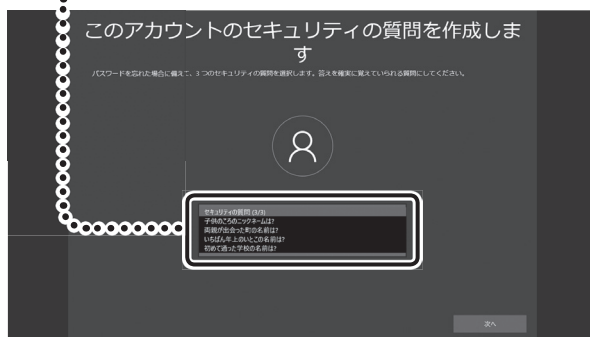 このアカウントのセキュリティの質問を作成しま
す
パスワードを忘れた場合に備えて、3 つのセキュリティの質問を選択します。答えを確実に覚えていられる質問にしてください。
セキュリティの質問 (3/3)
子供のころのニックネームは?
両親が出会った町の名前は?
いちばん年上のいとこの名前は?
初めて通った学校の名前は?
次へ